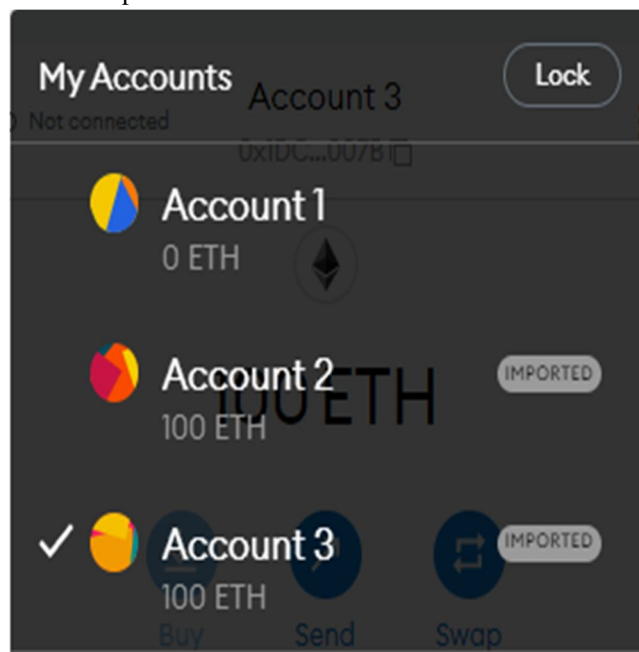 My Accounts
Lock
Account 3
Not connected
0x1DC...007B
Account 1
0 ETH
Account 2
IMPORTED
100 ETH
100 ETH
Account 3
IMPORTED
100 ETH
Buy
Send
Swap